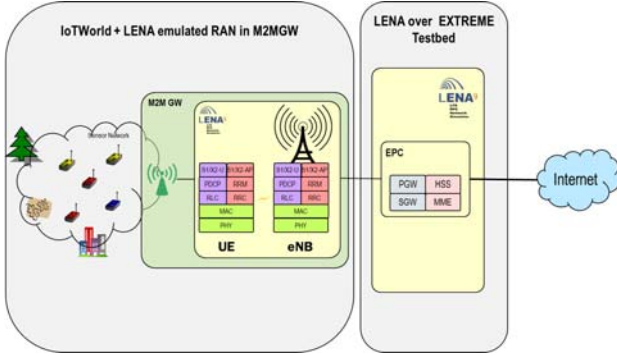 IoTWorld + LENA emulated RAN in M2MGW
LENA over EXTREME
Testbed
M2M GW
LENA
LENA
Sensor Network
EPC
S1/X2-U S1/X2-AP
S1/X2-U S1/X2-AP
PDCP RRM
PDCP RRM
RLC RRC
RLC RRC
MAC
MAC
PHY
PHY
UE
eNB
PGW HSS
SGW MME
Internet